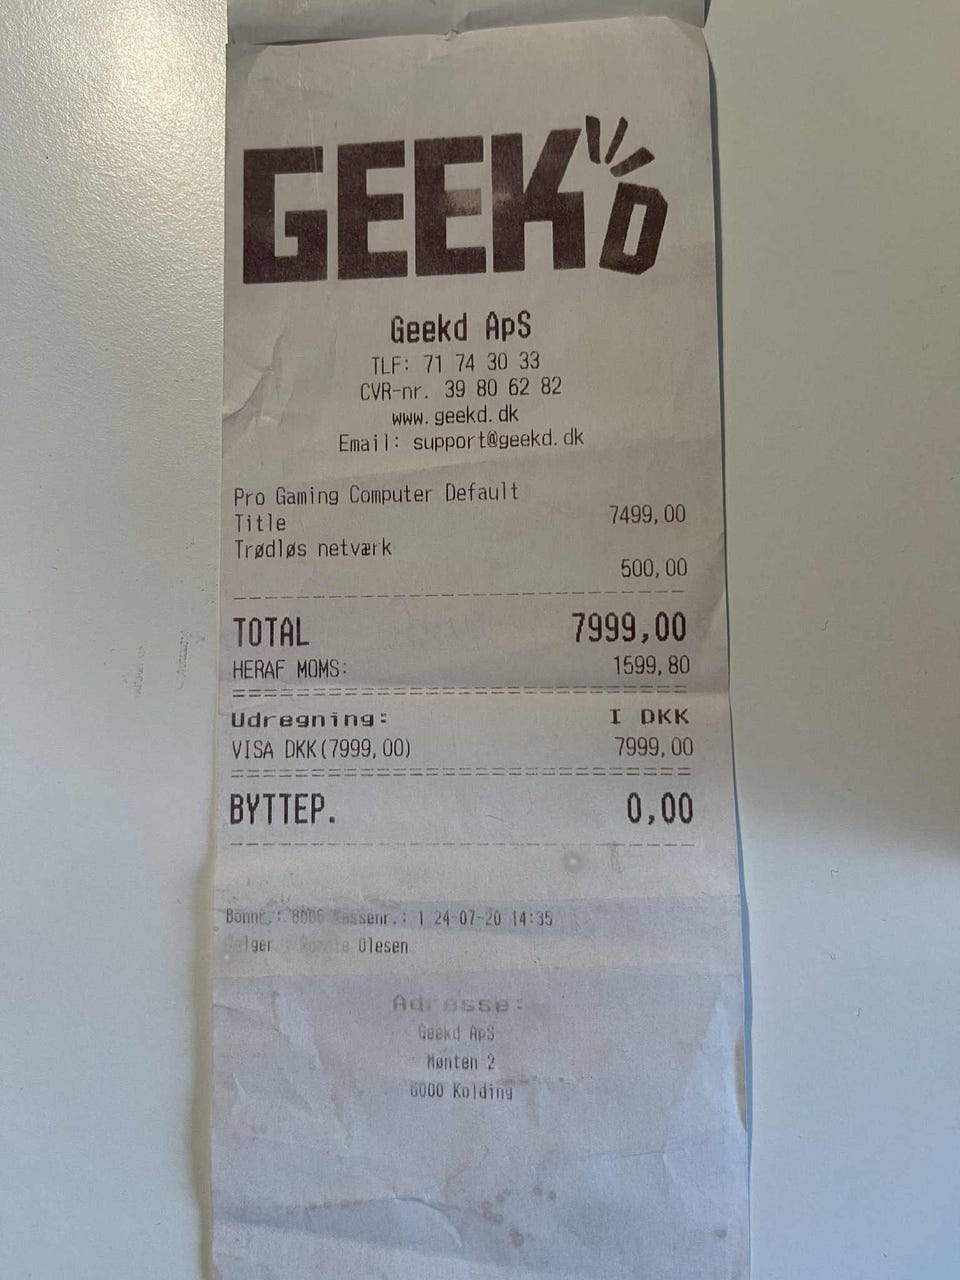 GEEK'D
Geekd ApS
TLF: 71 74 30 33
CVR-nr. 39 80 62 82
www.geekd.dk
Email: support@geekd.dk
Pro Gaming Computer Default
Title 7499,00
Trødløs netværk
500,00
TOTAL 7999,00
HERAF MOMS: 1599,80
Udregning: I DKK
VISA DKK(7999,00) 7999,00
BYTTEP. 0,00
Bonnr.: 24-07-20 14:35
Olesen
Adresse:
Geekd ApS
Mønten 2
6000 Kolding